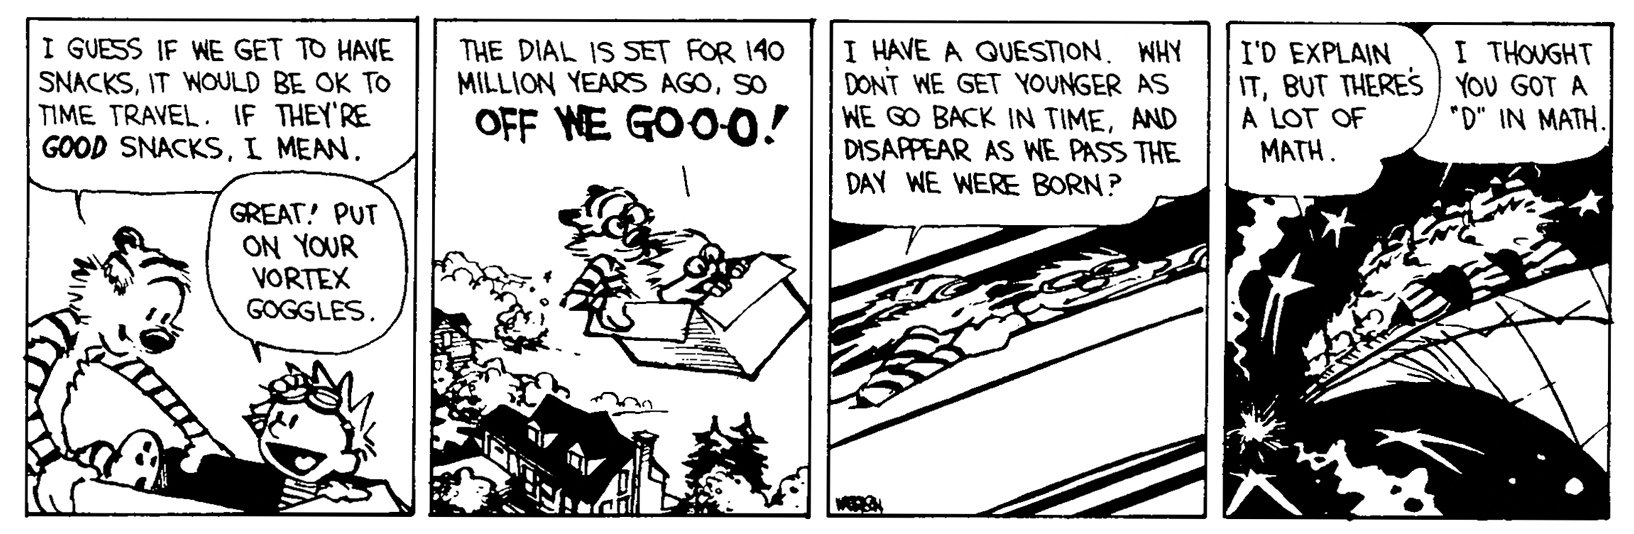 I GUESS IF WE GET TO HAVE
SNACKS, IT WOULD BE OK TO
TIME TRAVEL. IF THEY'RE
GOOD SNACKS, I MEAN.
GREAT! PUT
ON YOUR
VORTEX
GOGGLES.
THE DIAL IS SET FOR 140
MILLION YEARS AGO, SO
OFF WE GO-O-O!
I HAVE A QUESTION. WHY
DON'T WE GET YOUNGER AS
WE GO BACK IN TIME, AND
DISAPPEAR AS WE PASS THE
DAY WE WERE BORN?
WATTERSON
I'D EXPLAIN
IT, BUT THERE'S
A LOT OF
MATH.
I THOUGHT
YOU GOT A
"D" IN MATH.